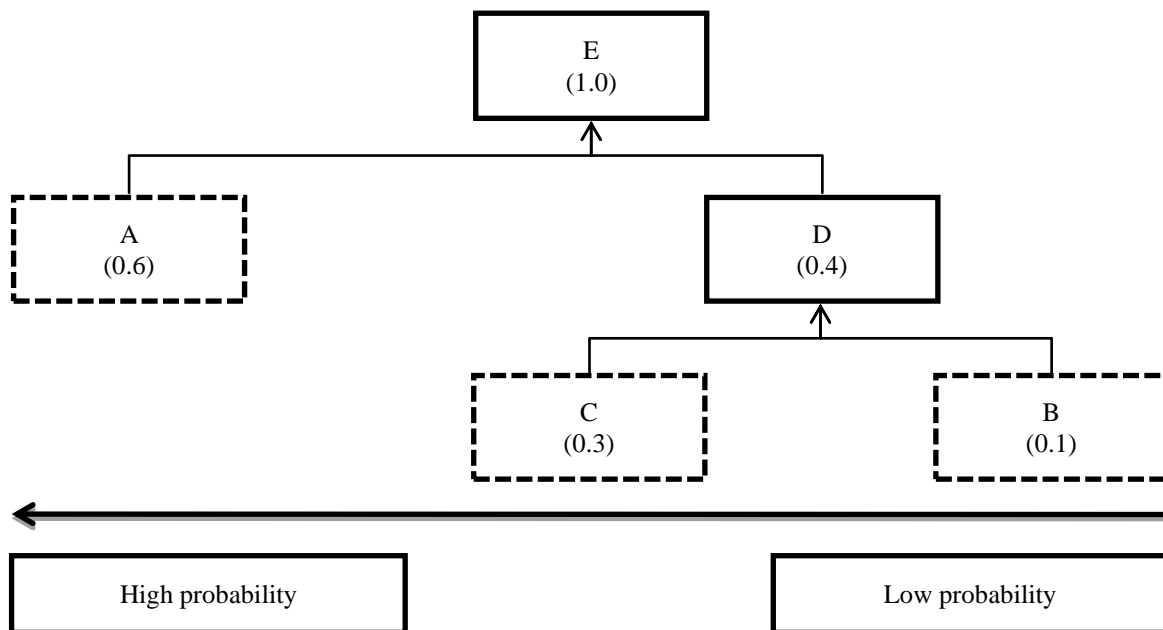 E
(1.0)
A
(0.6)
D
(0.4)
C
(0.3)
B
(0.1)
High probability
Low probability